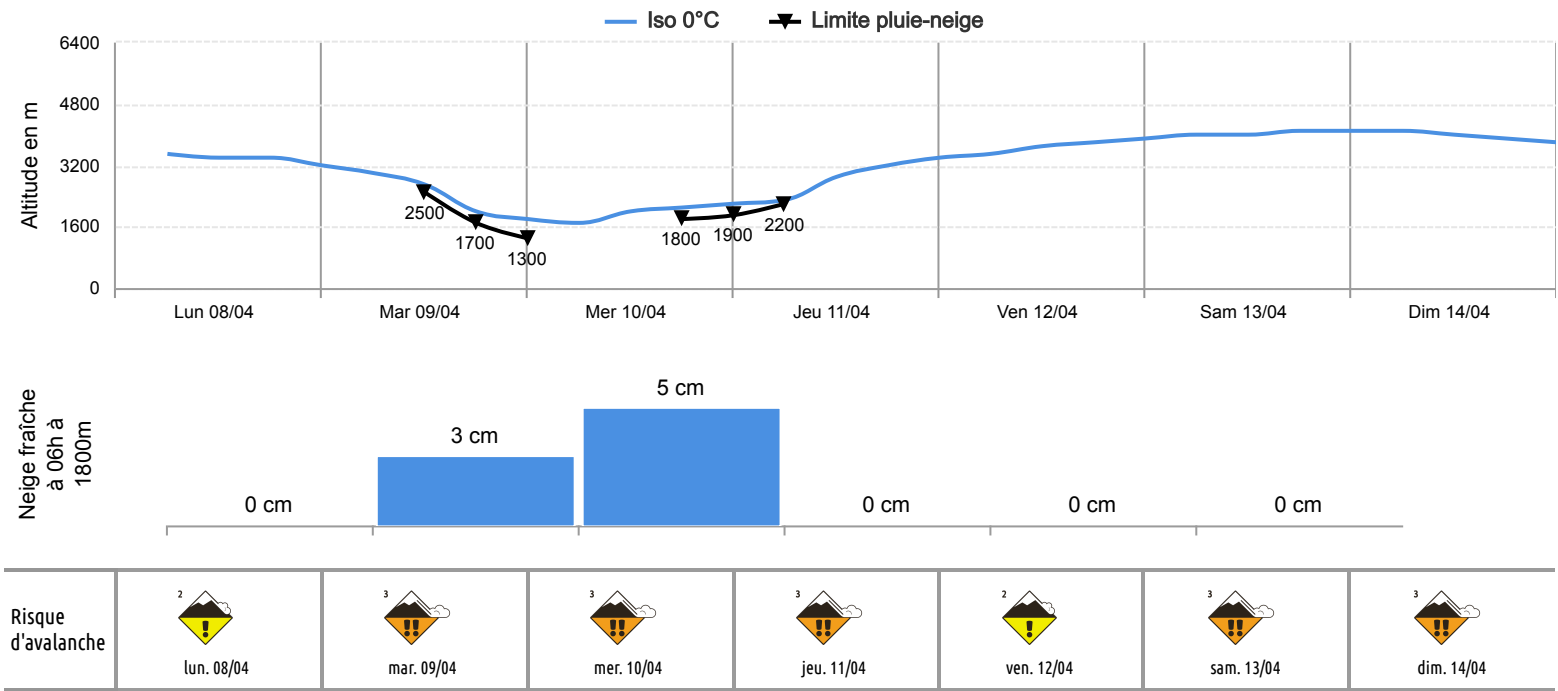 Iso 0°C
Limite pluie-neige
Altitude en m
6400
4800
3200
1600
0
2500
1700
1300
1800
1900
2200
Lun 08/04
Mar 09/04
Mer 10/04
Jeu 11/04
Ven 12/04
Sam 13/04
Dim 14/04
Neige fraîche
à 06h à
1800m
0 cm
3 cm
5 cm
0 cm
0 cm
0 cm
Risque
d'avalanche
2
lun. 08/04
3
mar. 09/04
3
mer. 10/04
3
jeu. 11/04
2
ven. 12/04
3
sam. 13/04
3
dim. 14/04